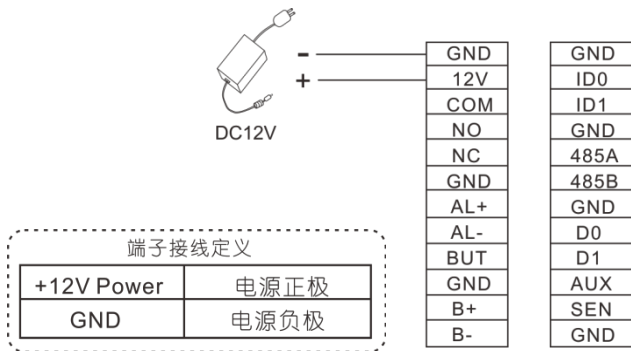 -
+
DC12V
GND
12V
COM
NO
NC
GND
AL+
AL-
BUT
GND
B+
B-
GND
ID0
ID1
GND
485A
485B
GND
D0
D1
AUX
SEN
GND
端子接线定义
+12V Power 电源正极
GND 电源负极